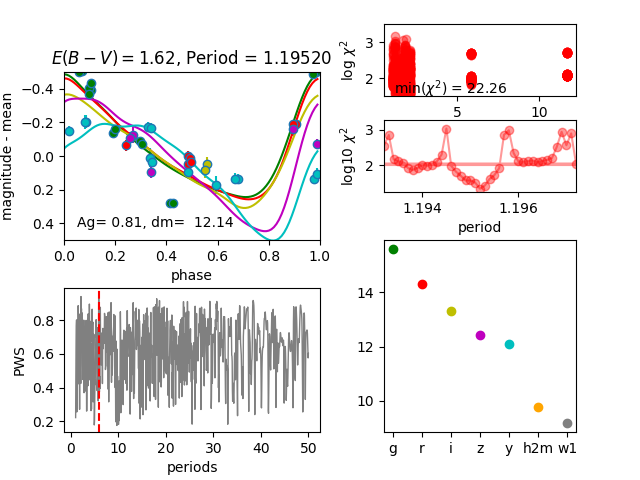 E(B − V) = 1.62, Period = 1.19520
magnitude - mean
−0.4
−0.2
0.0
0.2
0.4
Ag= 0.81, dm=  12.14
0.0 0.2 0.4 0.6 0.8 1.0
phase
log χ²
3
2
min(χ²) = 22.26
5 10
log10 χ²
3
2
1.194 1.196
period
PWS
0.8
0.6
0.4
0.2
0 10 20 30 40 50
periods
14
12
10
g r i z y h2m w1